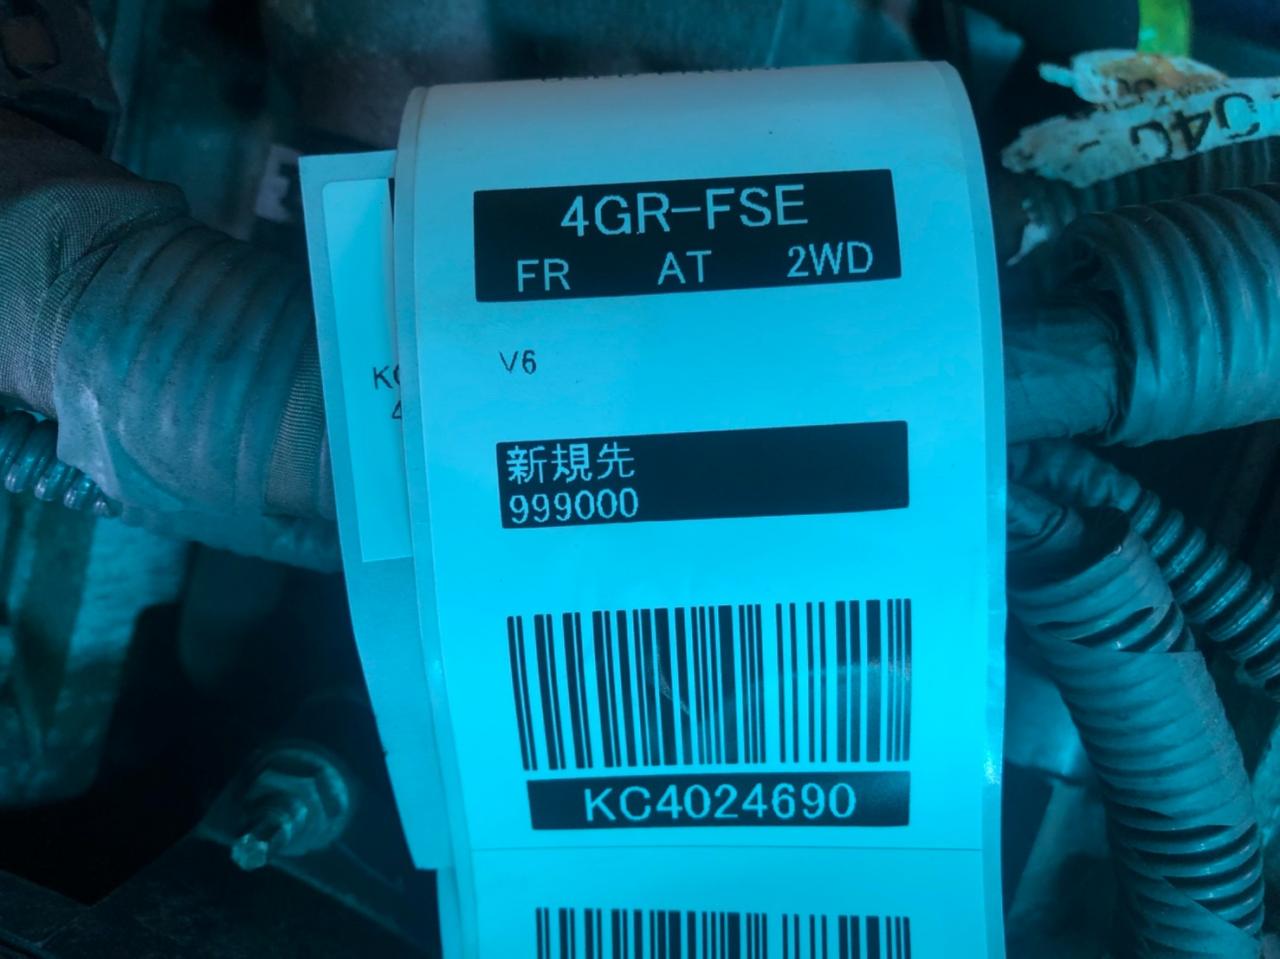 4GR-FSE
FR AT 2WD
V6
新規先
999000
KC4024690